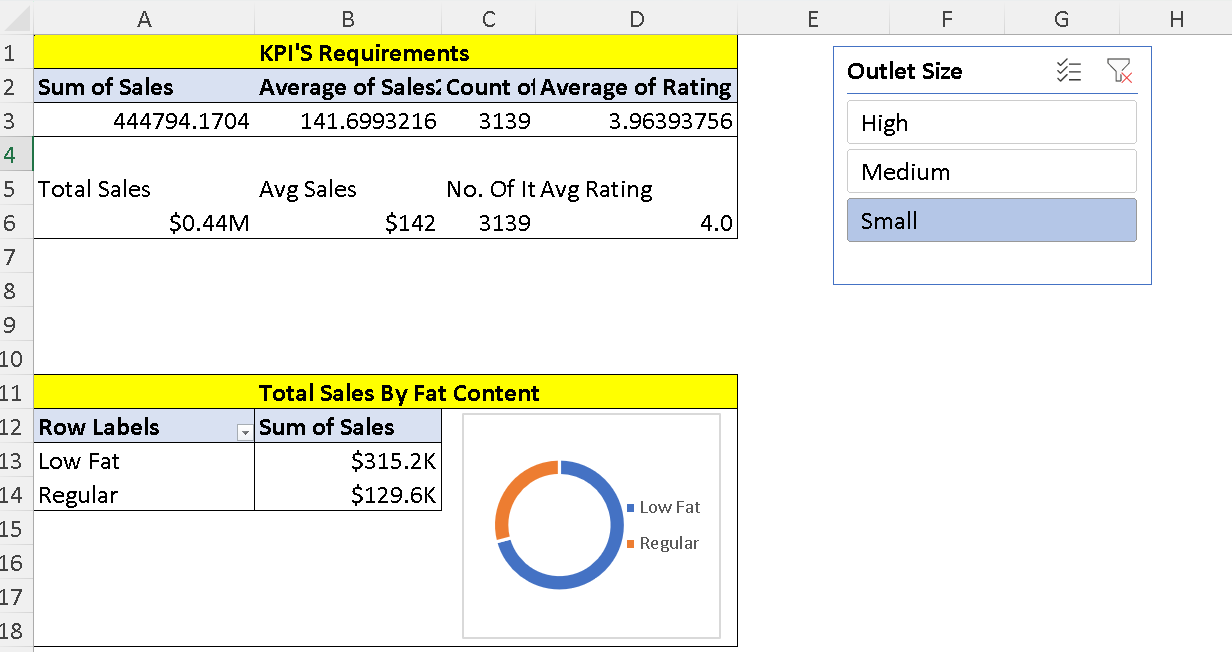 A B C D E F G H
1 KPI'S Requirements
2 Sum of Sales Average of Sales2 Count of Average of Rating
3 444794.1704 141.6993216 3139 3.96393756
4
5 Total Sales Avg Sales No. Of It Avg Rating
6 $0.44M $142 3139 4.0
7
8
9
10
11 Total Sales By Fat Content
12 Row Labels Sum of Sales
13 Low Fat $315.2K
14 Regular $129.6K
15
16
17
18
Low Fat
Regular
Outlet Size
High
Medium
Small